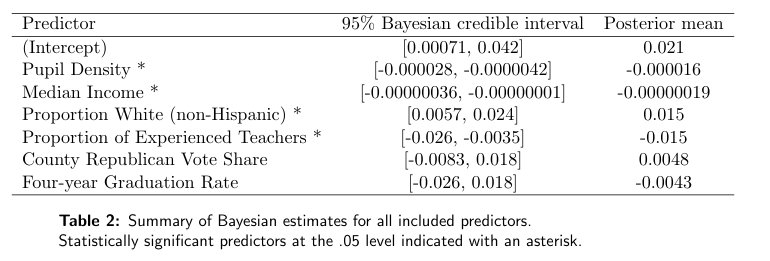 Predictor 95% Bayesian credible interval Posterior mean
(Intercept) [0.00071, 0.042] 0.021
Pupil Density * [-0.000028, -0.0000042] -0.000016
Median Income * [-0.00000036, -0.00000001] -0.00000019
Proportion White (non-Hispanic) * [0.0057, 0.024] 0.015
Proportion of Experienced Teachers * [-0.026, -0.0035] -0.015
County Republican Vote Share [-0.0083, 0.018] 0.0048
Four-year Graduation Rate [-0.026, 0.018] -0.0043
Table 2: Summary of Bayesian estimates for all included predictors.
Statistically significant predictors at the .05 level indicated with an asterisk.